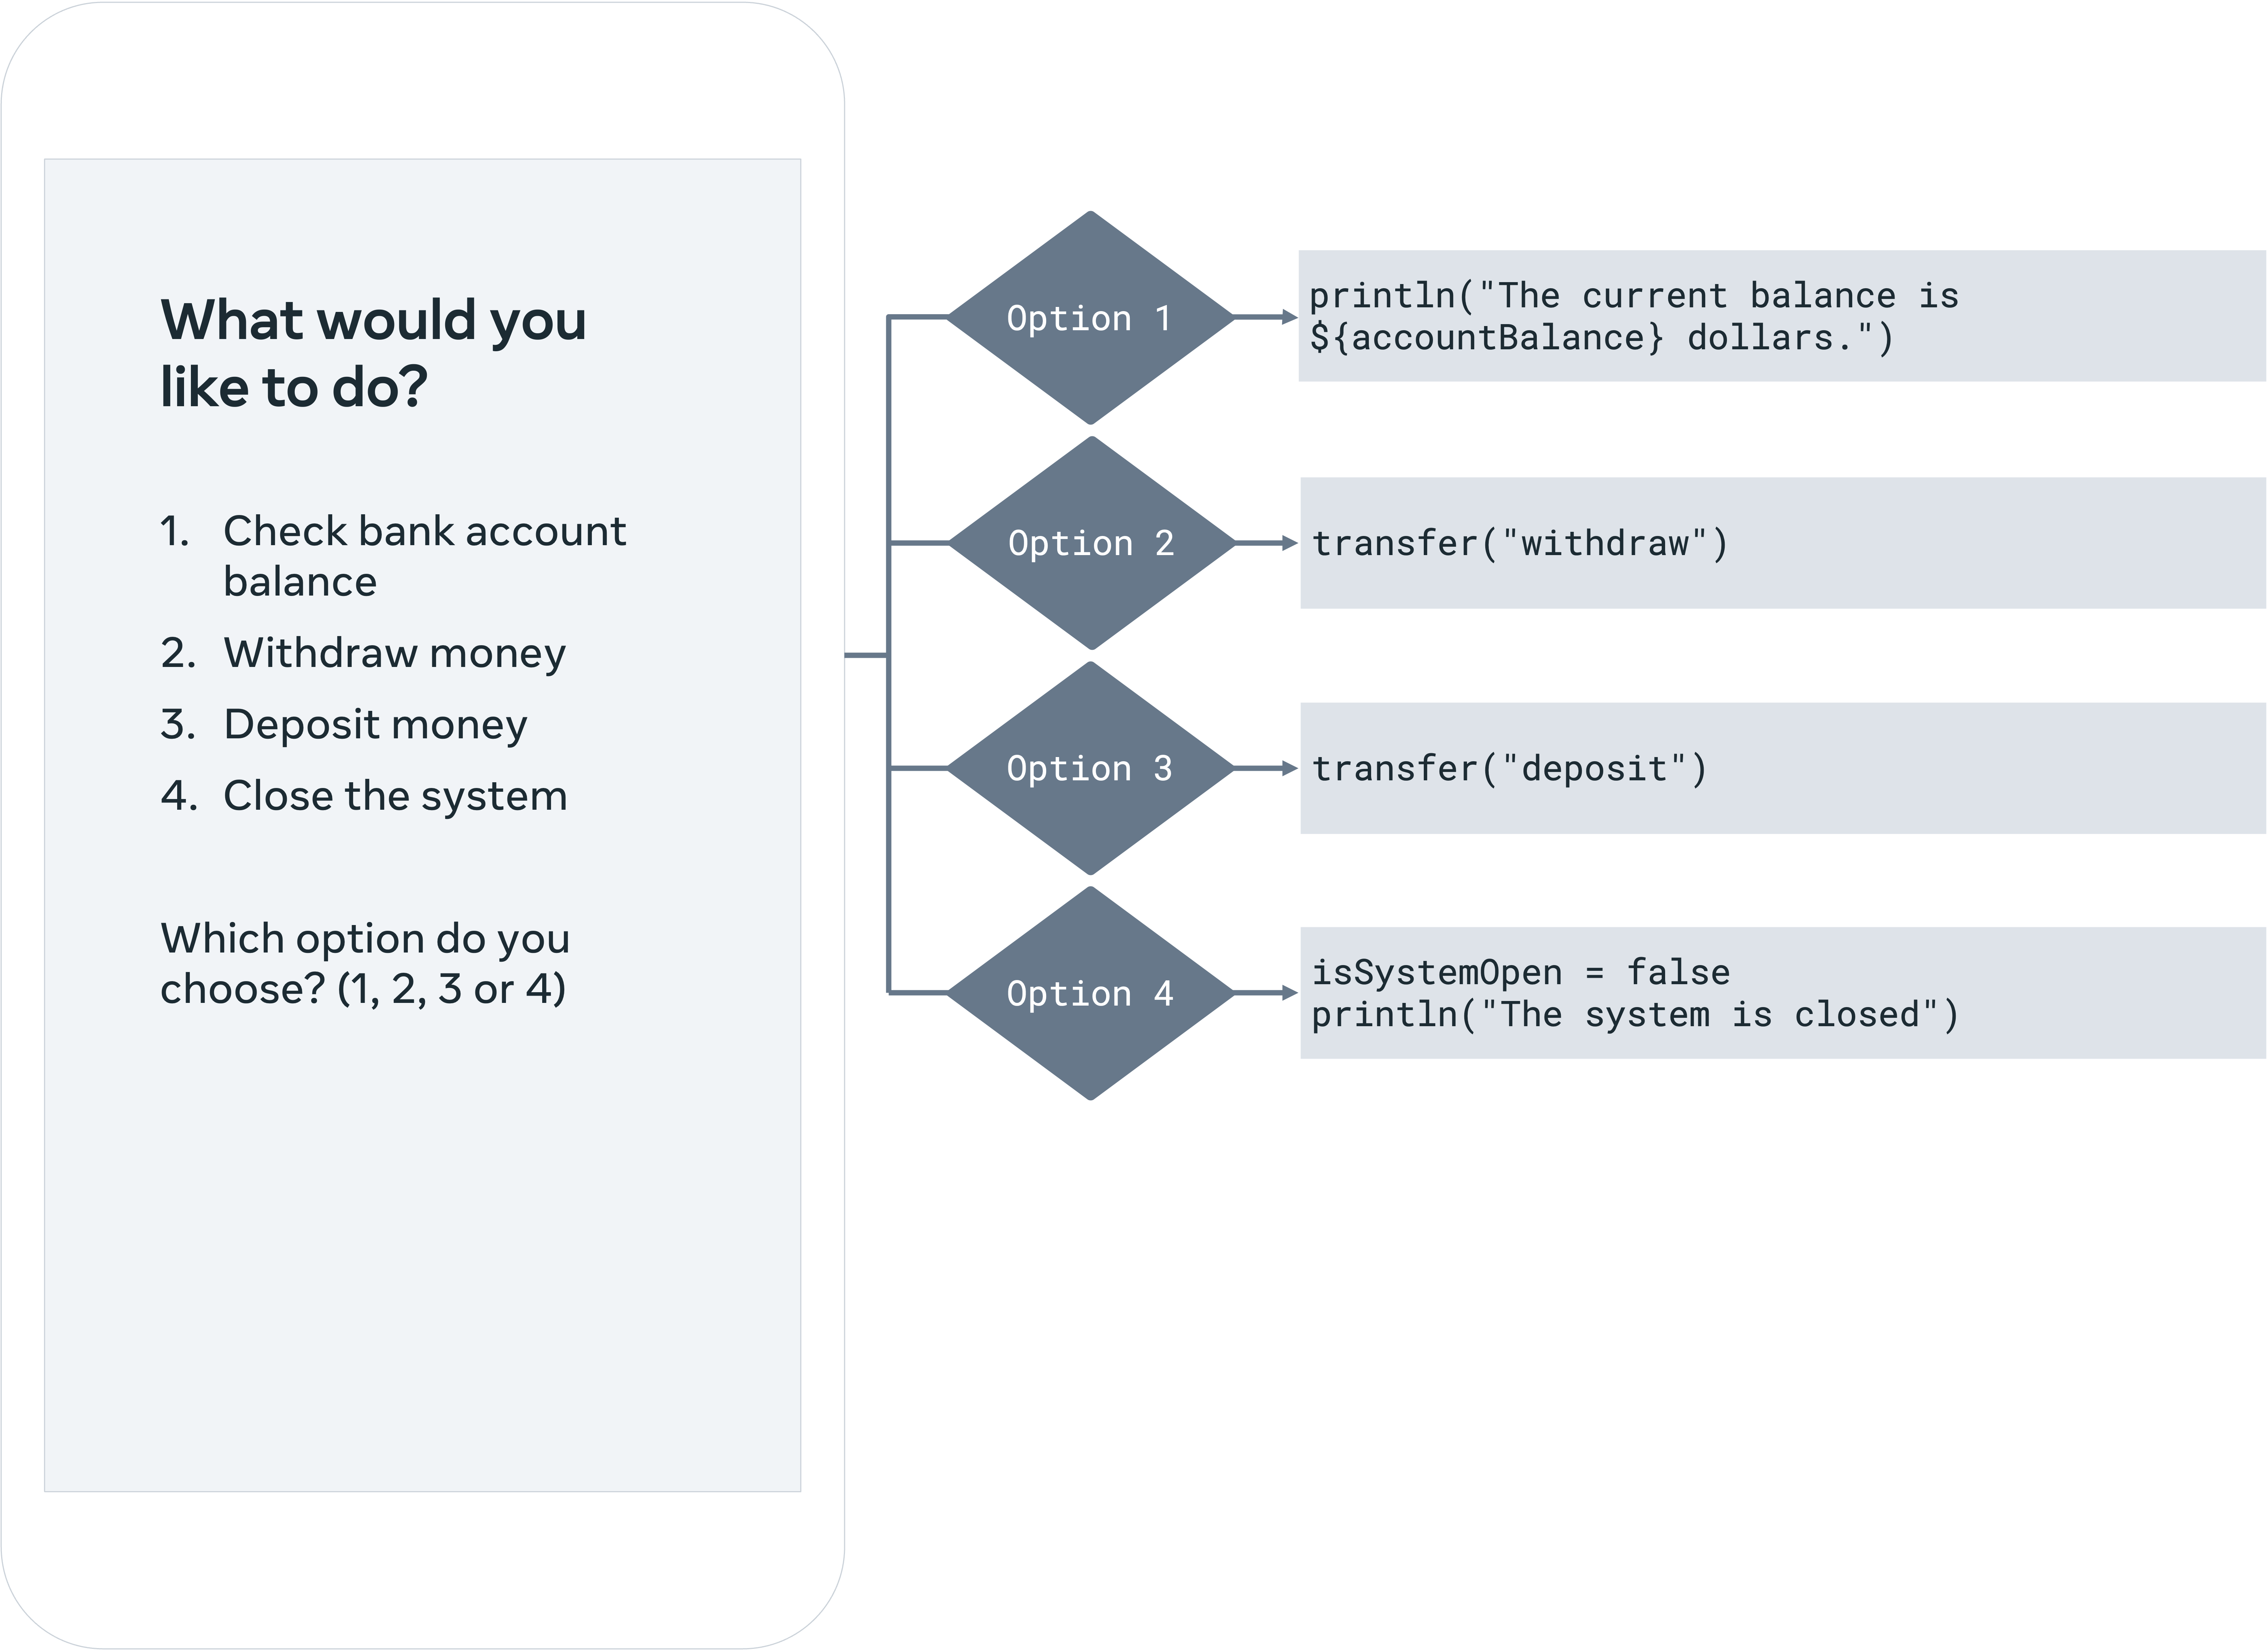 What would you
like to do?
1. Check bank account
balance
2. Withdraw money
3. Deposit money
4. Close the system
Which option do you
choose? (1, 2, 3 or 4)
Option 1
println("The current balance is
${accountBalance} dollars.")
Option 2
transfer("withdraw")
Option 3
transfer("deposit")
Option 4
isSystemOpen = false
println("The system is closed")